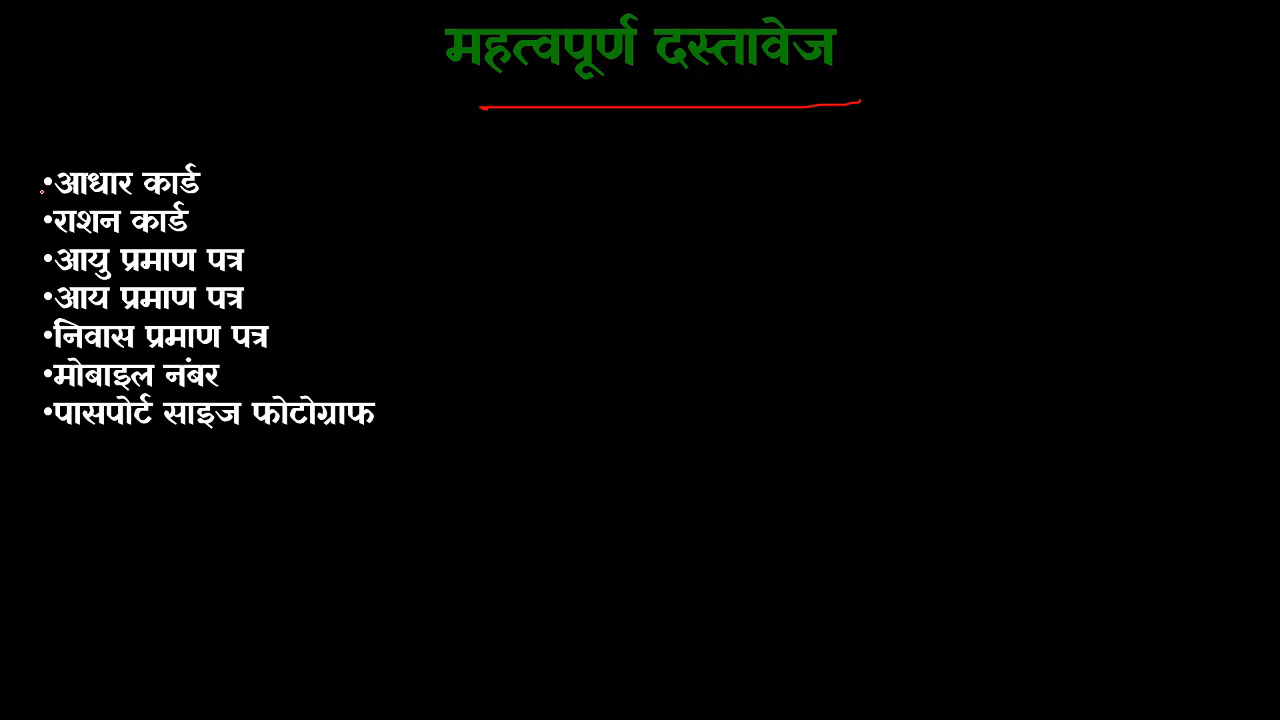 महत्वपूर्ण दस्तावेज
•आधार कार्ड
•राशन कार्ड
•आयु प्रमाण पत्र
•आय प्रमाण पत्र
•निवास प्रमाण पत्र
•मोबाइल नंबर
•पासपोर्ट साइज फोटोग्राफ